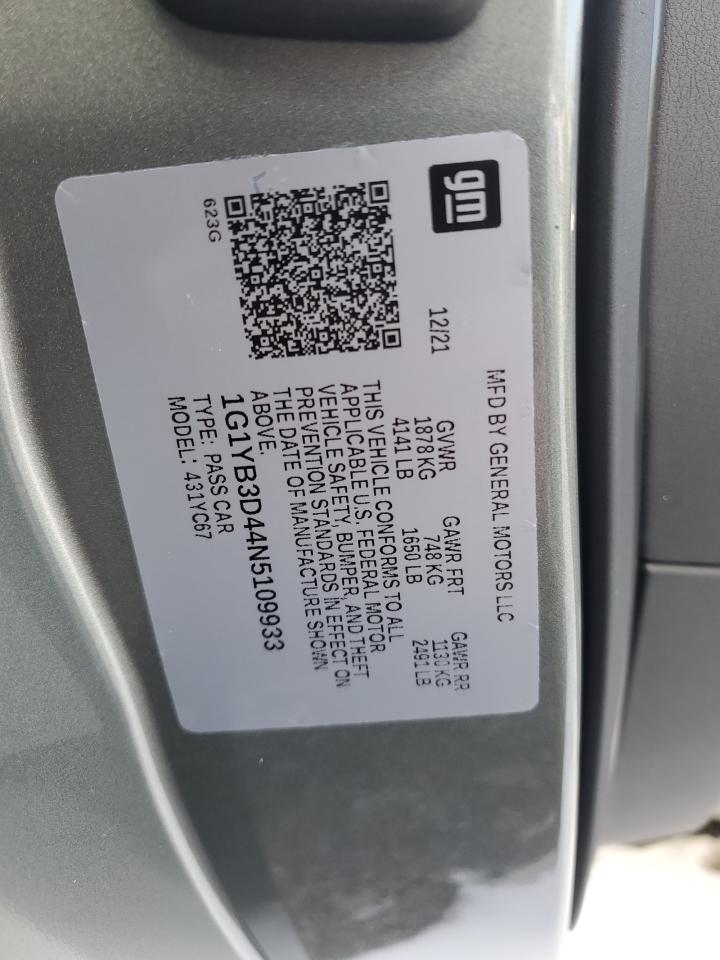 gm
12/21
623G
MFD BY GENERAL MOTORS LLC
GVWR GAWR FRT GAWR RR
1878 KG 748 KG 1130 KG
4141 LB 1650 LB 2491 LB
THIS VEHICLE CONFORMS TO ALL
APPLICABLE U.S. FEDERAL MOTOR
VEHICLE SAFETY, BUMPER, AND THEFT
PREVENTION STANDARDS IN EFFECT ON
THE DATE OF MANUFACTURE SHOWN
ABOVE.
1G1YB3D44N5109933
TYPE: PASS CAR
MODEL: 431YC67